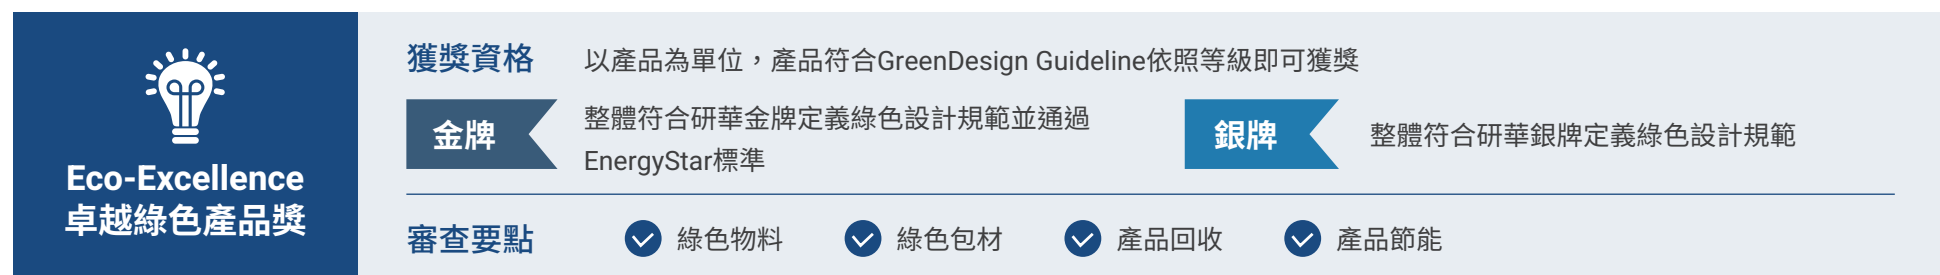 Eco-Excellence
卓越綠色產品獎
獲獎資格
以產品為單位，產品符合GreenDesign Guideline依照等級即可獲獎
金牌
整體符合研華金牌定義綠色設計規範並通過
EnergyStar標準
銀牌
整體符合研華銀牌定義綠色設計規範
審查要點
綠色物料
綠色包材
產品回收
產品節能